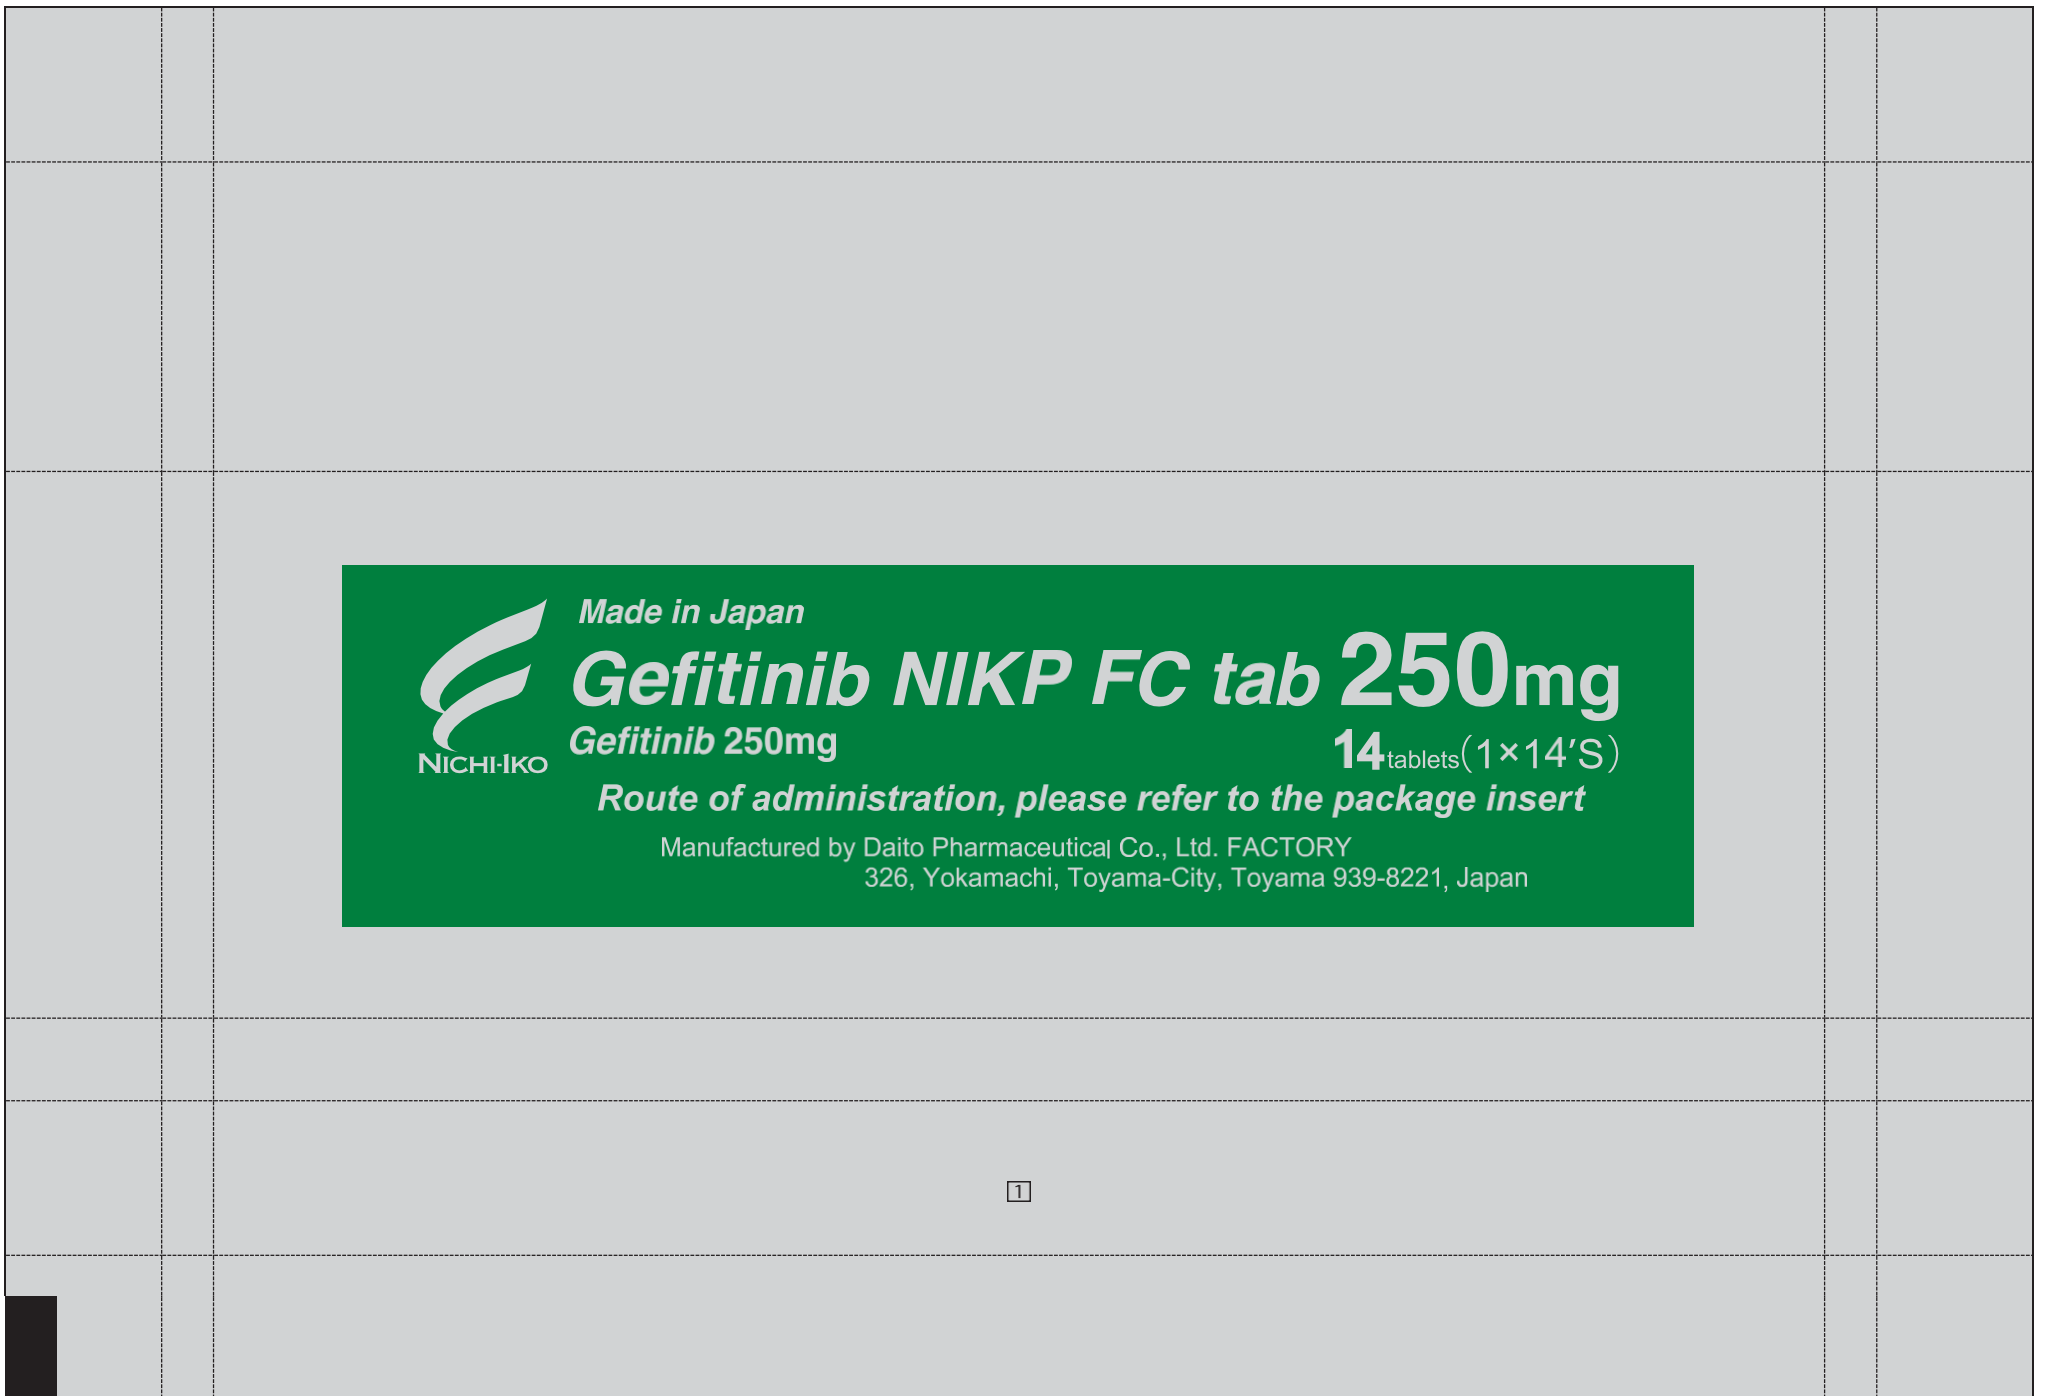 Made in Japan
Gefitinib NIKP FC tab 250mg
Gefitinib 250mg
14 tablets(1×14'S)
NICHI-IKO
Route of administration, please refer to the package insert
Manufactured by Daito Pharmaceutical Co., Ltd. FACTORY
326, Yokamachi, Toyama-City, Toyama 939-8221, Japan
1